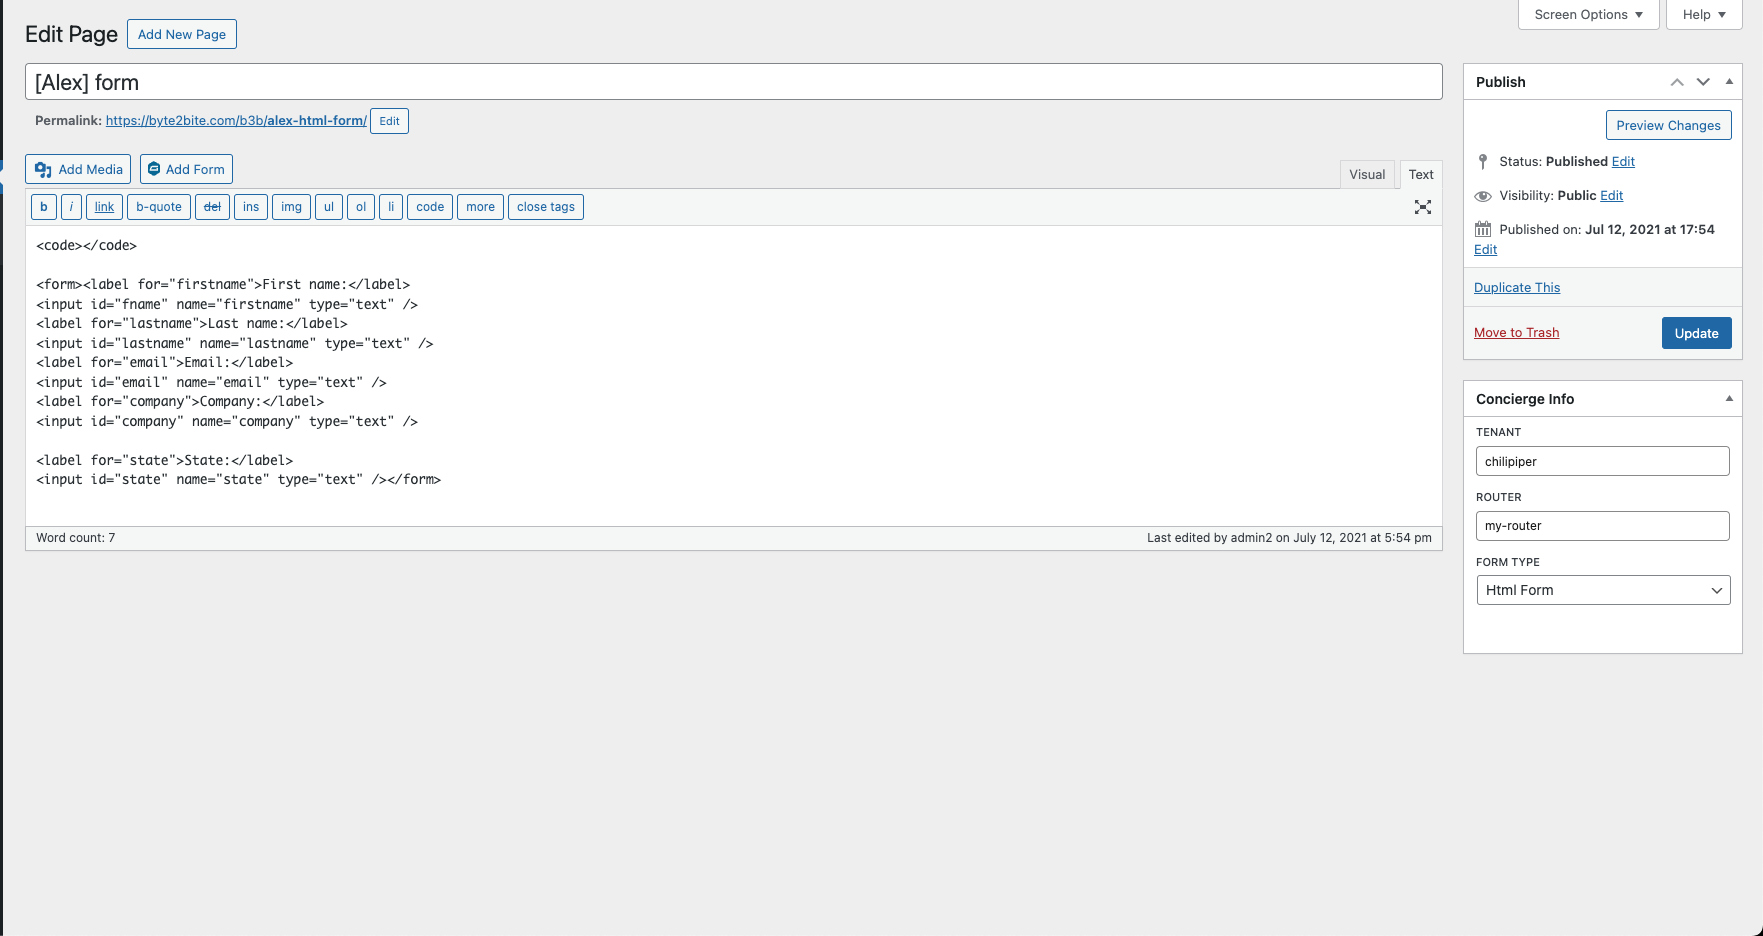 Screen Options ▼
Help ▼
Edit Page
Add New Page
[Alex] form
Permalink: https://byte2bite.com/b3b/alex-html-form/ Edit
Add Media
Add Form
Visual
Text
b
i
link
b-quote
del
ins
img
ul
ol
li
code
more
close tags
<code></code>
<form><label for="firstname">First name:</label>
<input id="fname" name="firstname" type="text" />
<label for="lastname">Last name:</label>
<input id="lastname" name="lastname" type="text" />
<label for="email">Email:</label>
<input id="email" name="email" type="text" />
<label for="company">Company:</label>
<input id="company" name="company" type="text" />
<label for="state">State:</label>
<input id="state" name="state" type="text" /></form>
Word count: 7
Last edited by admin2 on July 12, 2021 at 5:54 pm
Publish
Preview Changes
Status: Published Edit
Visibility: Public Edit
Published on: Jul 12, 2021 at 17:54
Edit
Duplicate This
Move to Trash
Update
Concierge Info
TENANT
chilipiper
ROUTER
my-router
FORM TYPE
Html Form